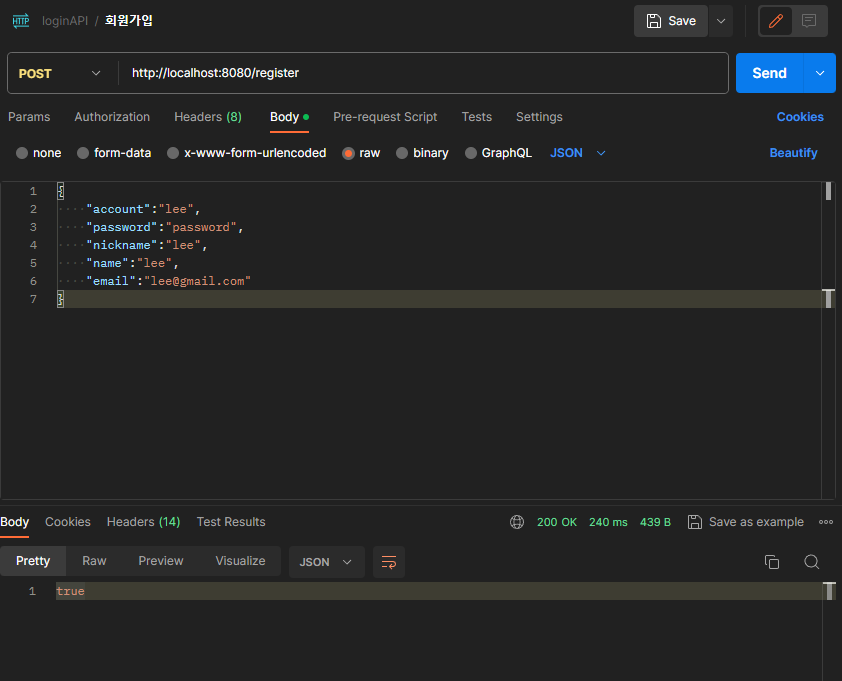 HTTP loginAPI / 회원가입 Save
POST http://localhost:8080/register Send
Params Authorization Headers (8) Body Pre-request Script Tests Settings Cookies
none form-data x-www-form-urlencoded raw binary GraphQL JSON Beautify
1 {
2 ····"account":"lee",
3 ····"password":"password",
4 ····"nickname":"lee",
5 ····"name":"lee",
6 ····"email":"lee@gmail.com"
7 }
Body Cookies Headers (14) Test Results 200 OK 240 ms 439 B Save as example
Pretty Raw Preview Visualize JSON
1 true